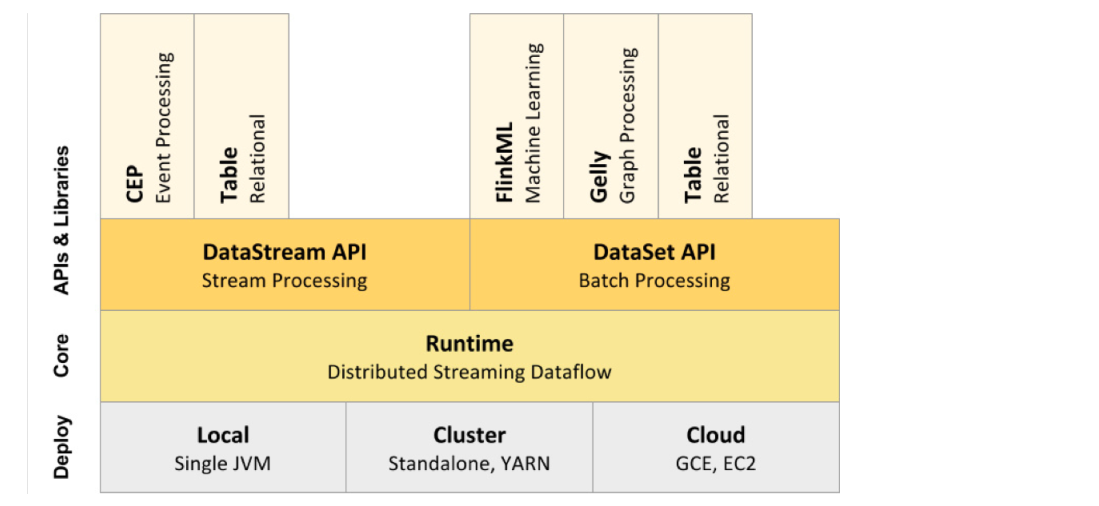 APIs & Libraries
CEP
Event Processing
Table
Relational
FlinkML
Machine Learning
Gelly
Graph Processing
Table
Relational
DataStream API
Stream Processing
DataSet API
Batch Processing
Core
Runtime
Distributed Streaming Dataflow
Deploy
Local
Single JVM
Cluster
Standalone, YARN
Cloud
GCE, EC2